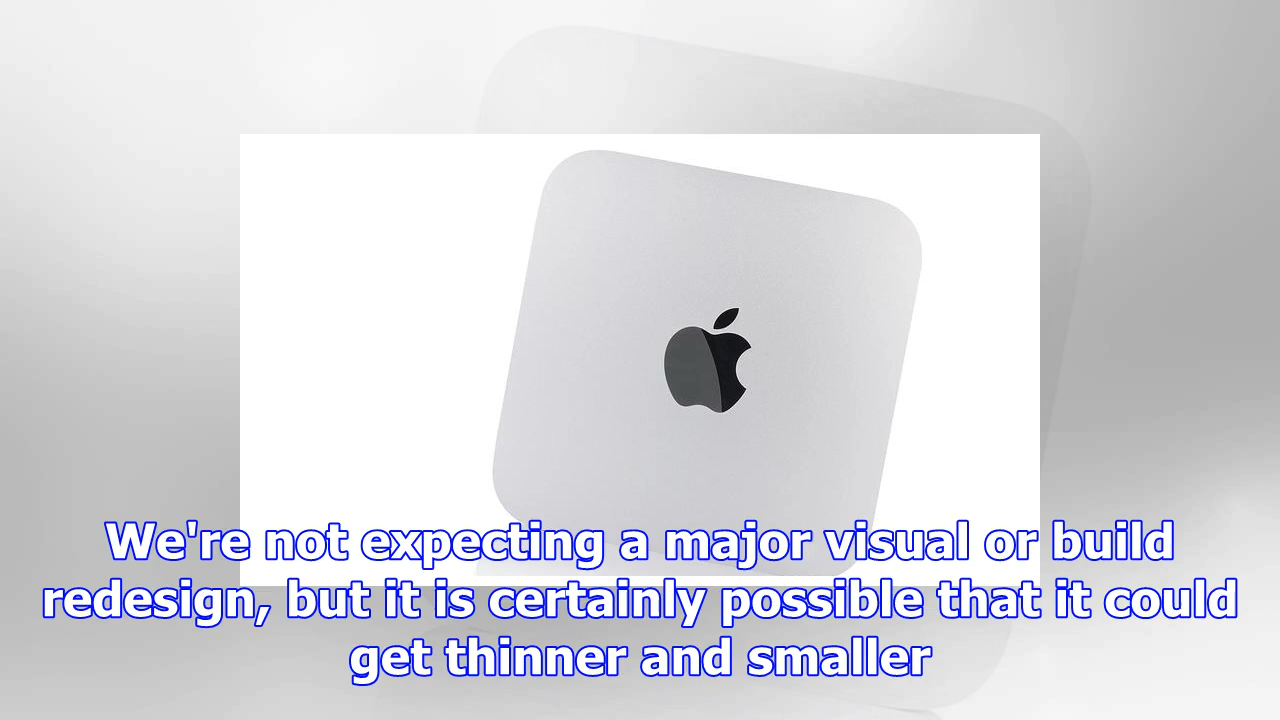 We're not expecting a major visual or build
redesign, but it is certainly possible that it could
get thinner and smaller